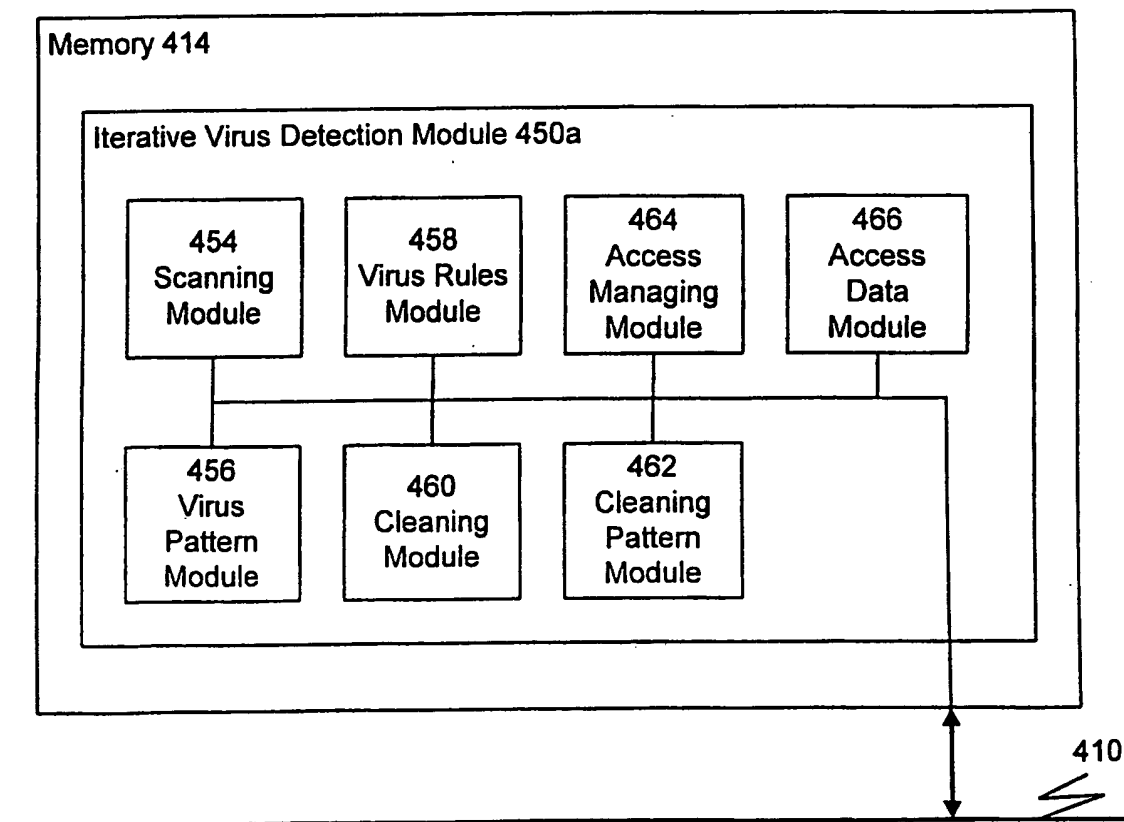 Memory 414
Iterative Virus Detection Module 450a
454
Scanning
Module
458
Virus Rules
Module
464
Access
Managing
Module
466
Access
Data
Module
456
Virus
Pattern
Module
460
Cleaning
Module
462
Cleaning
Pattern
Module
410